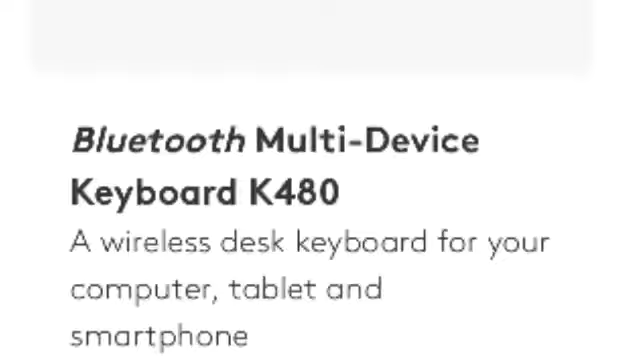 Bluetooth Multi-Device
Keyboard K480
A wireless desk keyboard for your
computer, tablet and
smartphone